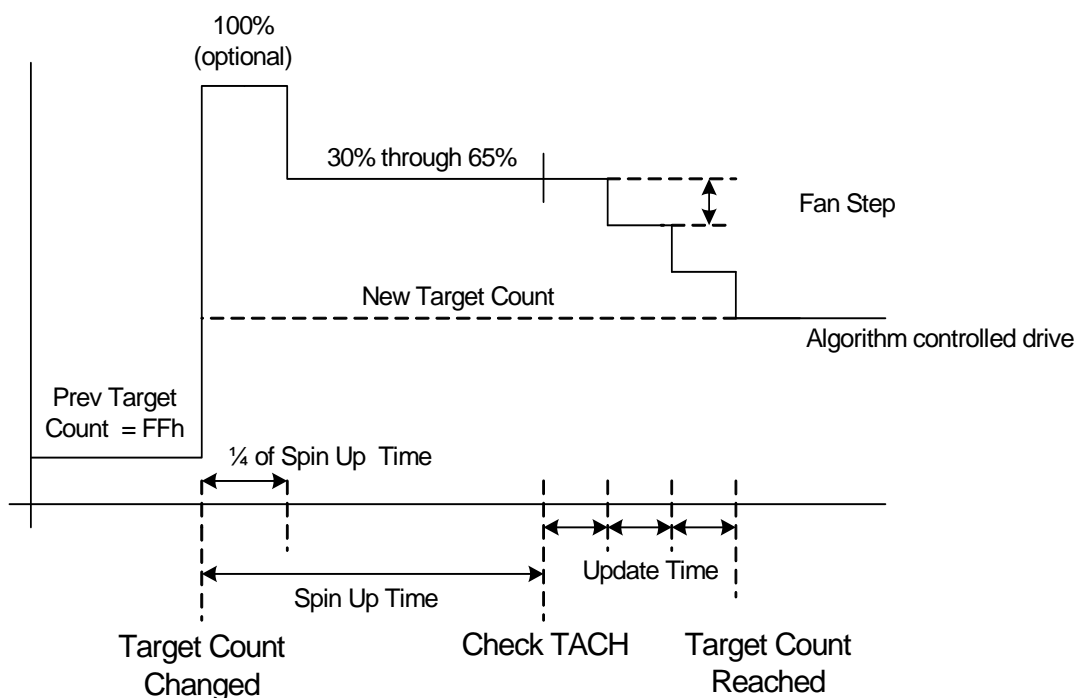 100%
(optional)
30% through 65%
Fan Step
New Target Count
Algorithm controlled drive
Prev Target
Count = FFh
¼ of Spin Up Time
Update Time
Spin Up Time
Target Count
Changed
Check TACH
Target Count
Reached